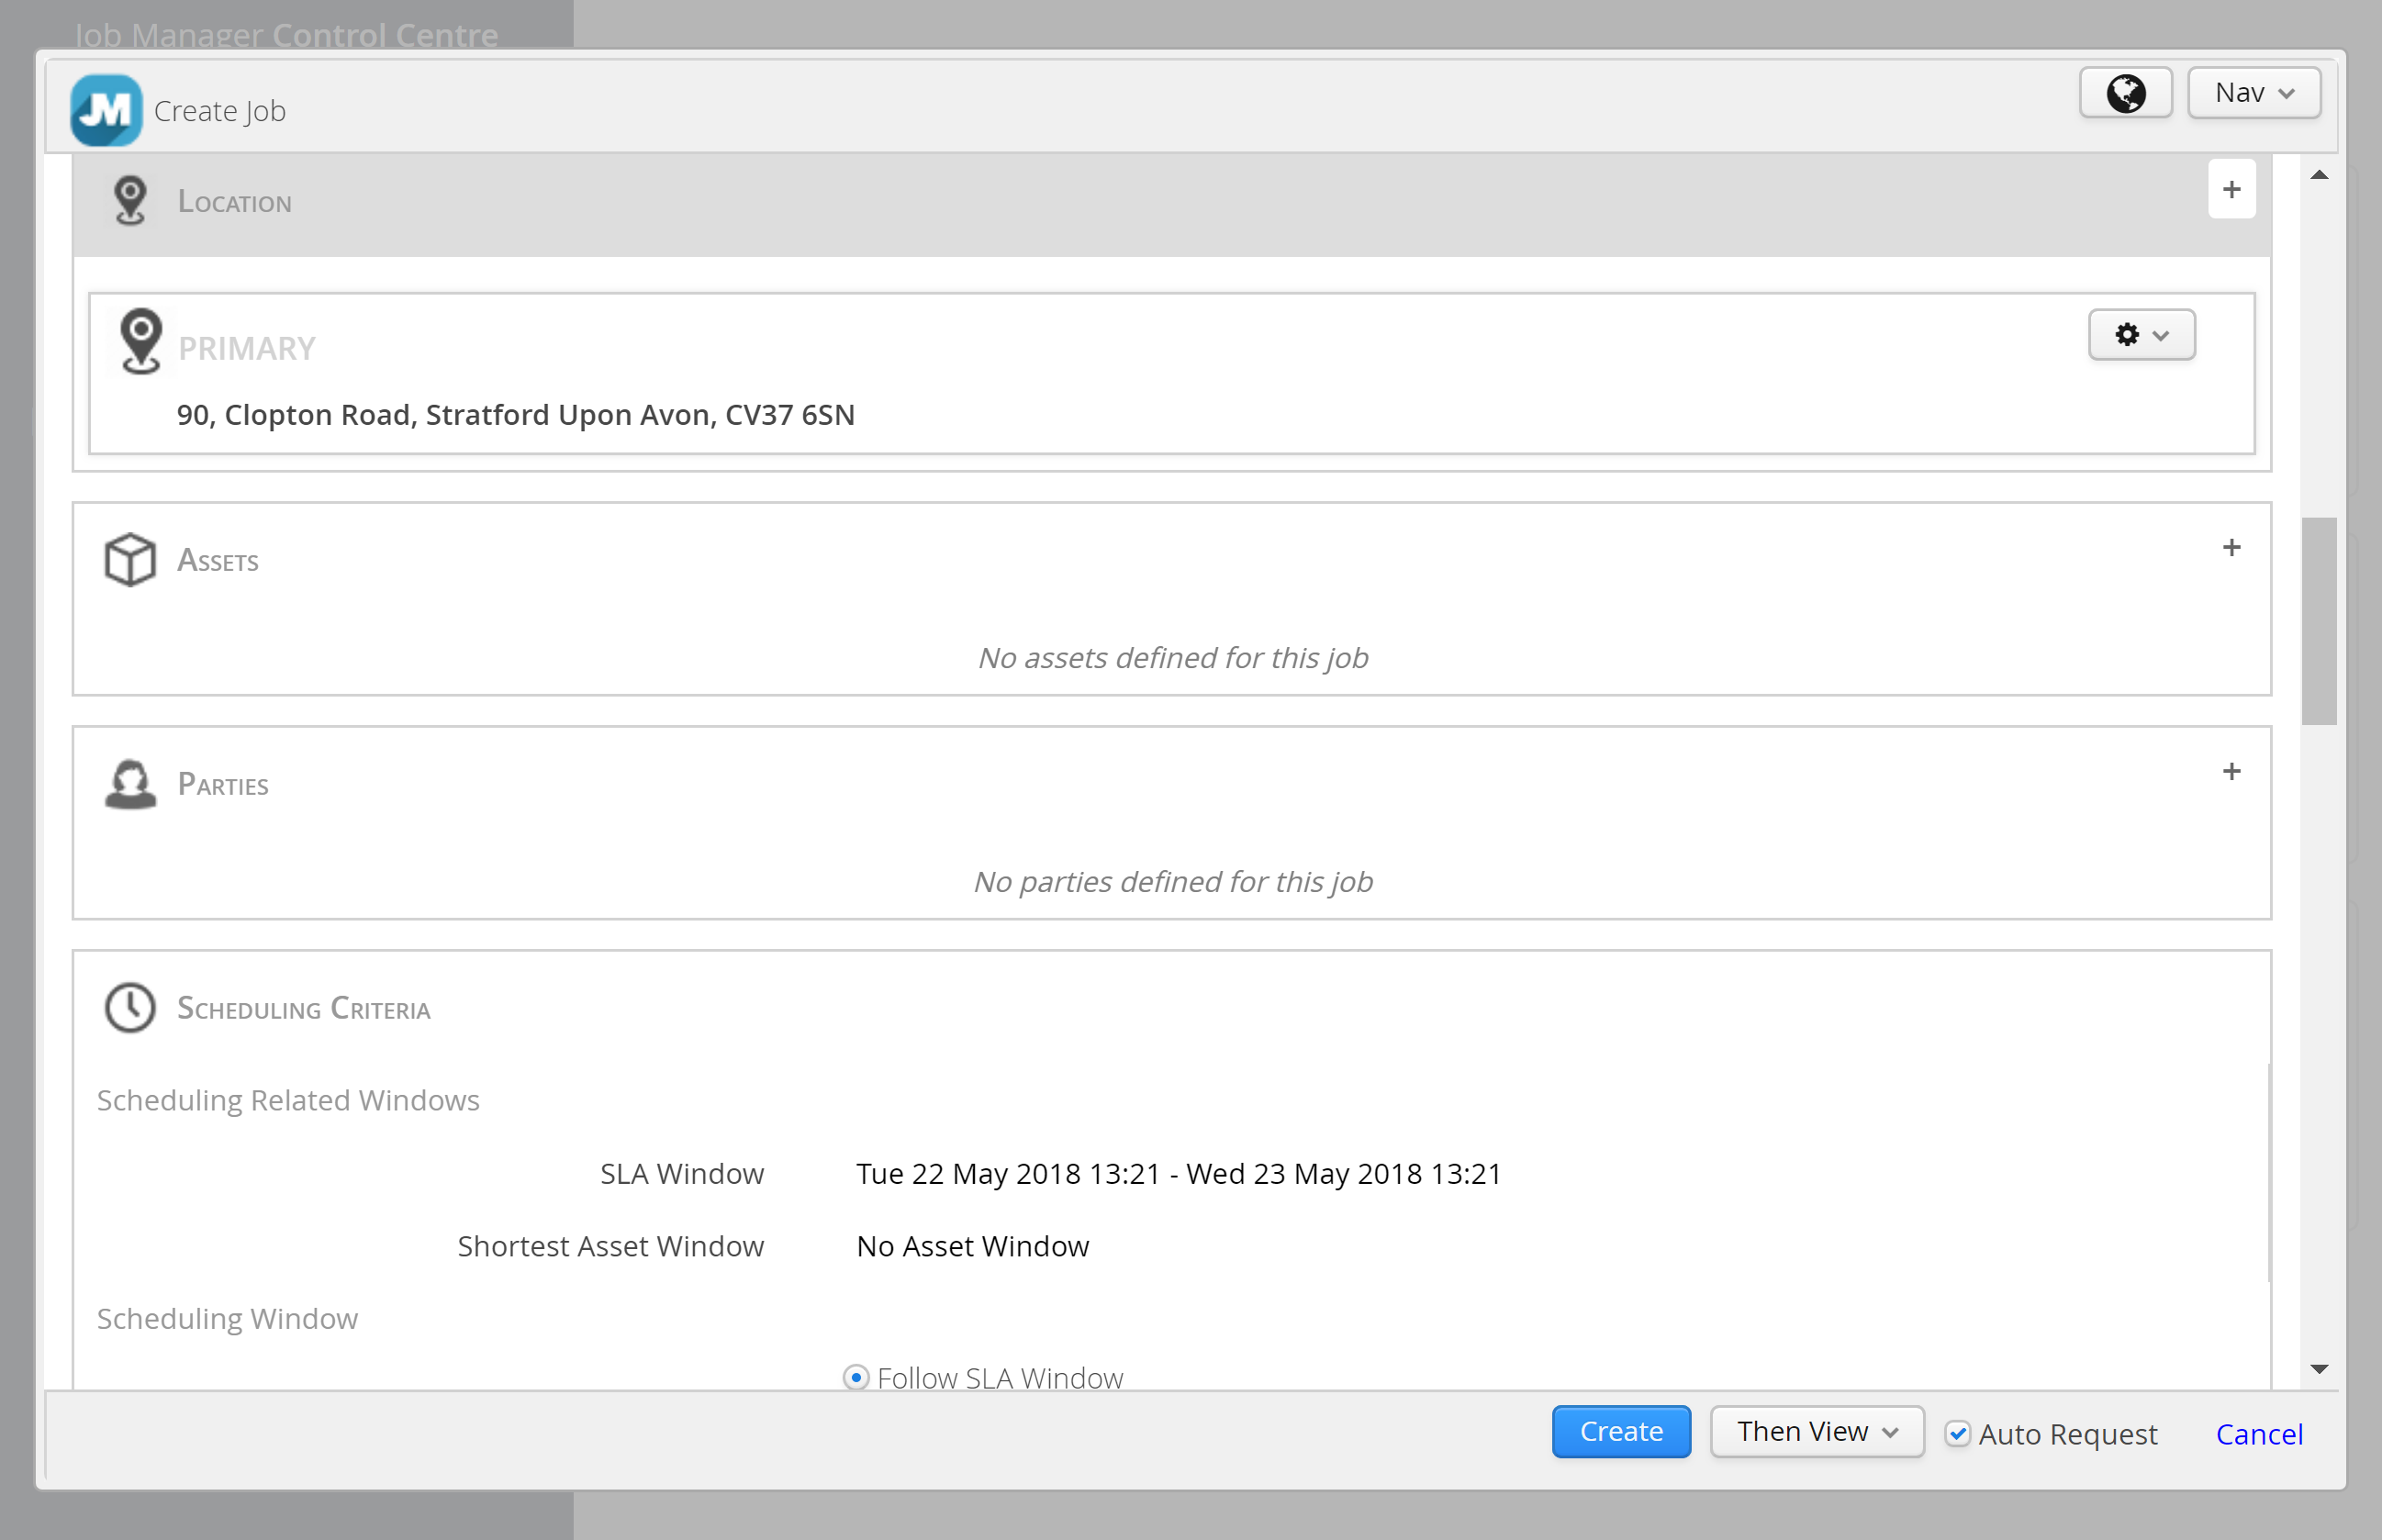 Job Manager Control Centre
JM
Create Job
Nav
Location
+
PRIMARY
90, Clopton Road, Stratford Upon Avon, CV37 6SN
Assets
+
No assets defined for this job
Parties
+
No parties defined for this job
Scheduling Criteria
Scheduling Related Windows
SLA Window Tue 22 May 2018 13:21 - Wed 23 May 2018 13:21
Shortest Asset Window No Asset Window
Scheduling Window
Follow SLA Window
Create Then View Auto Request Cancel